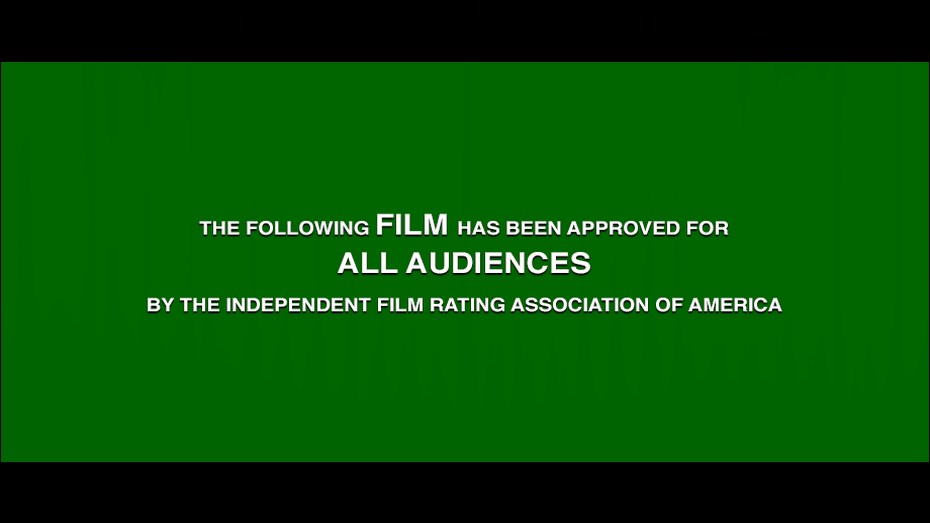 THE FOLLOWING FILM HAS BEEN APPROVED FOR
ALL AUDIENCES
BY THE INDEPENDENT FILM RATING ASSOCIATION OF AMERICA